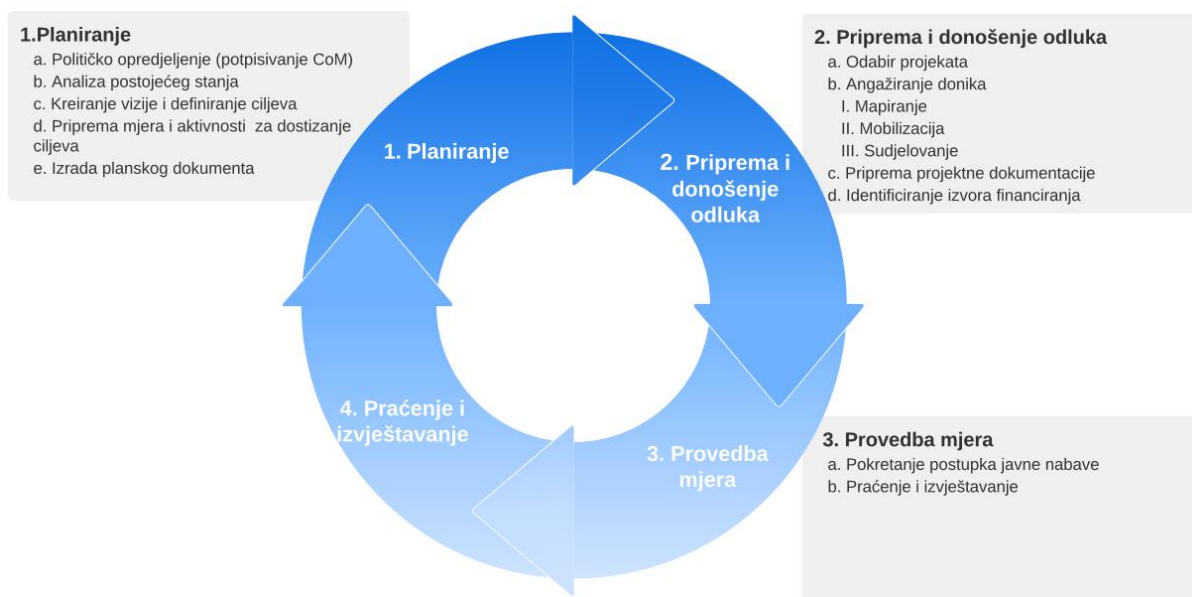 1.Planiranje
a. Političko opredjeljenje (potpisivanje CoM)
b. Analiza postojećeg stanja
c. Kreiranje vizije i definiranje ciljeva
d. Priprema mjera i aktivnosti za dostizanje
ciljeva
e. Izrada planskog dokumenta
2. Priprema i donošenje odluka
a. Odabir projekata
b. Angažiranje donika
I. Mapiranje
II. Mobilizacija
III. Sudjelovanje
c. Priprema projektne dokumentacije
d. Identificiranje izvora financiranja
1. Planiranje
2. Priprema i
donošenje
odluka
3. Provedba
mjera
4. Praćenje i
izvještavanje
3. Provedba mjera
a. Pokretanje postupka javne nabave
b. Praćenje i izvještavanje